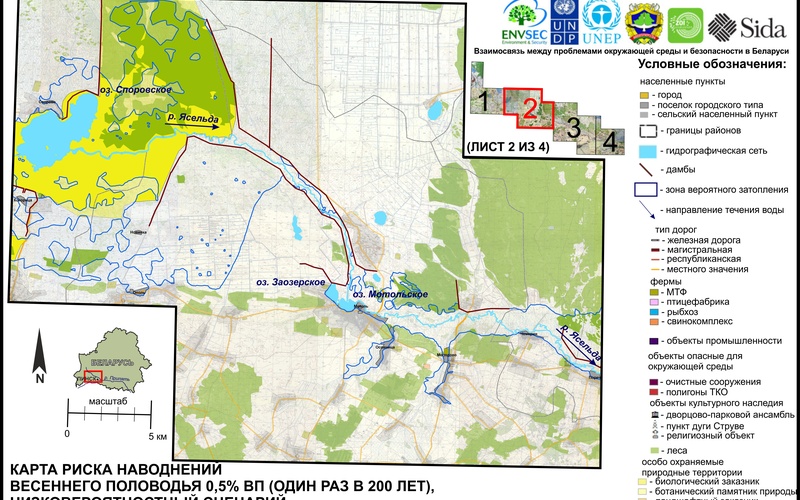 ENVSEC
Environment & Security
U N
D P
UNEP
ZOÏ
Sida
Взаимосвязь между проблемами окружающей среды и безопасности в Беларуси
Условные обозначения:
населенные пункты
- город
- поселок городского типа
- сельский населенный пункт
- границы районов
- гидрографическая сеть
- дамбы
- зона вероятного затопления
- направление течения воды
тип дорог
- железная дорога
- магистральная
- республиканская
- местного значения
фермы
- МТФ
- птицефабрика
- рыбхоз
- свинокомплекс
- объекты промышленности
объекты опасные для
окружающей среды
- очистные сооружения
- полигоны ТКО
объекты культурного наследия
- дворцово-парковой ансамбль
- пункт дуги Струве
- религиозный объект
- леса
особо охраняемые
природные территории
- биологический заказник
- ботанический памятник природы
1
2
3
4
(ЛИСТ 2 ИЗ 4)
оз. Споровское
р. Ясельда
оз. Заозерское
оз. Мотольское
р. Ясельда
БЕЛАРУСЬ
N
масштаб
0
5 км
КАРТА РИСКА НАВОДНЕНИЙ
ВЕСЕННЕГО ПОЛОВОДЬЯ 0,5% ВП (ОДИН РАЗ В 200 ЛЕТ),
НИЗКОВЕРОЯТНОСТНЫЙ СЦЕНАРИЙ